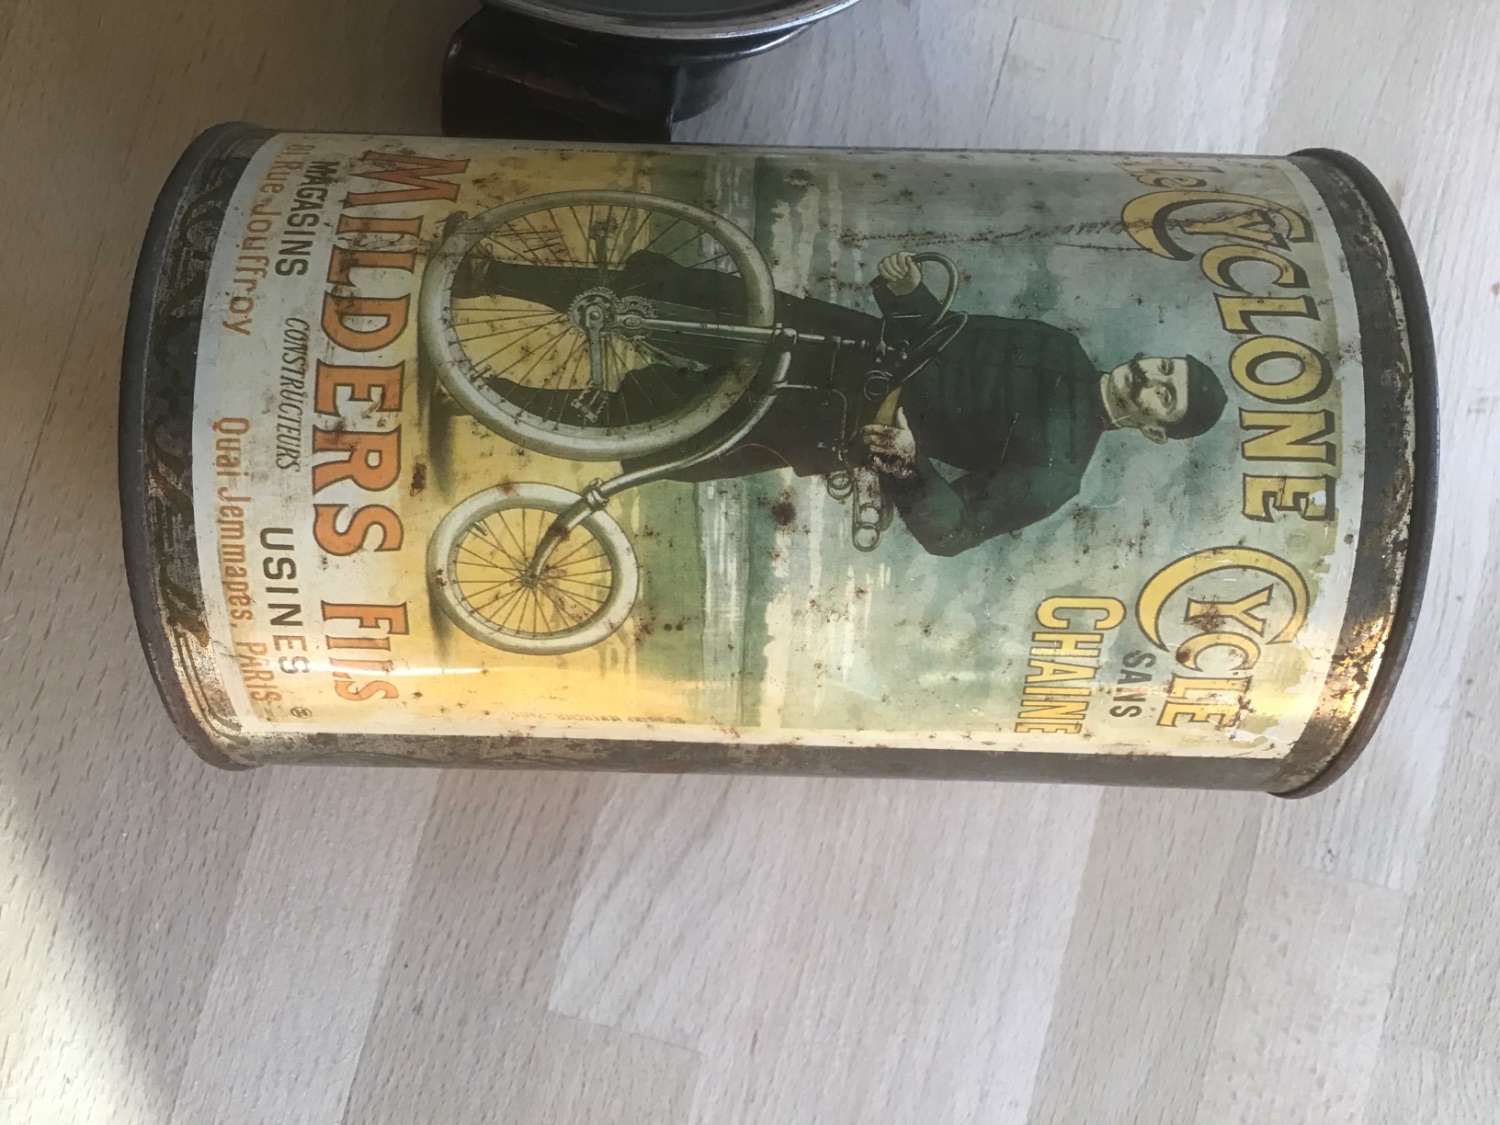 Le CYCLONE CYCLE
SANS
CHAINE
MILDERS FILS
MAGASINS CONSTRUCTEURS USINES
Rue Jouffroy Quai Jemmapes PARIS
®